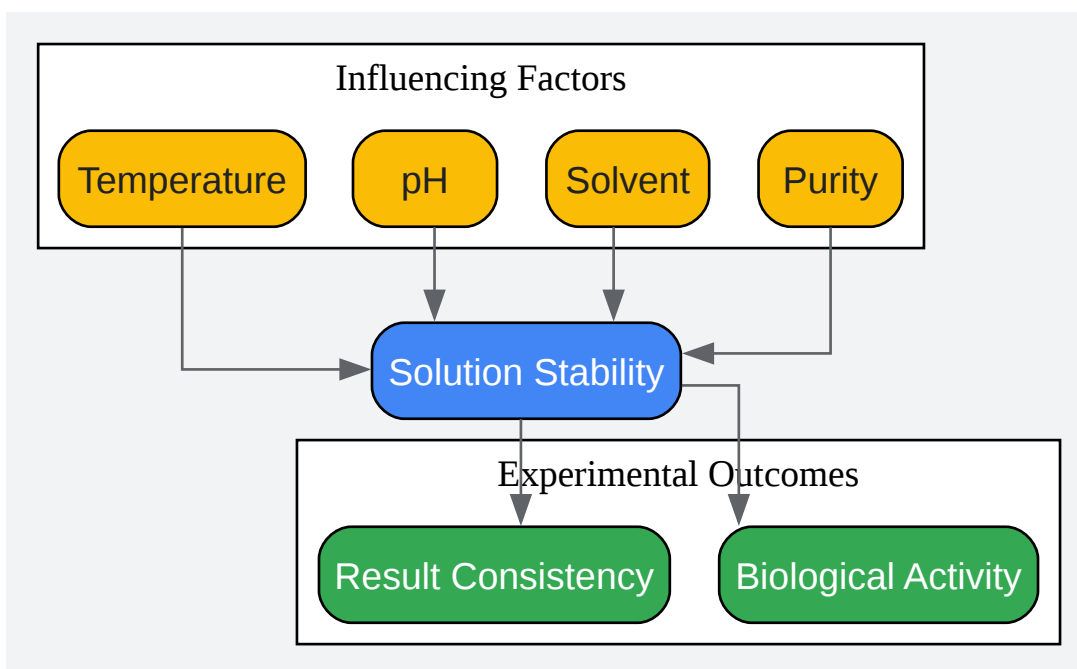 Influencing Factors
Temperature
pH
Solvent
Purity
Solution Stability
Experimental Outcomes
Result Consistency
Biological Activity